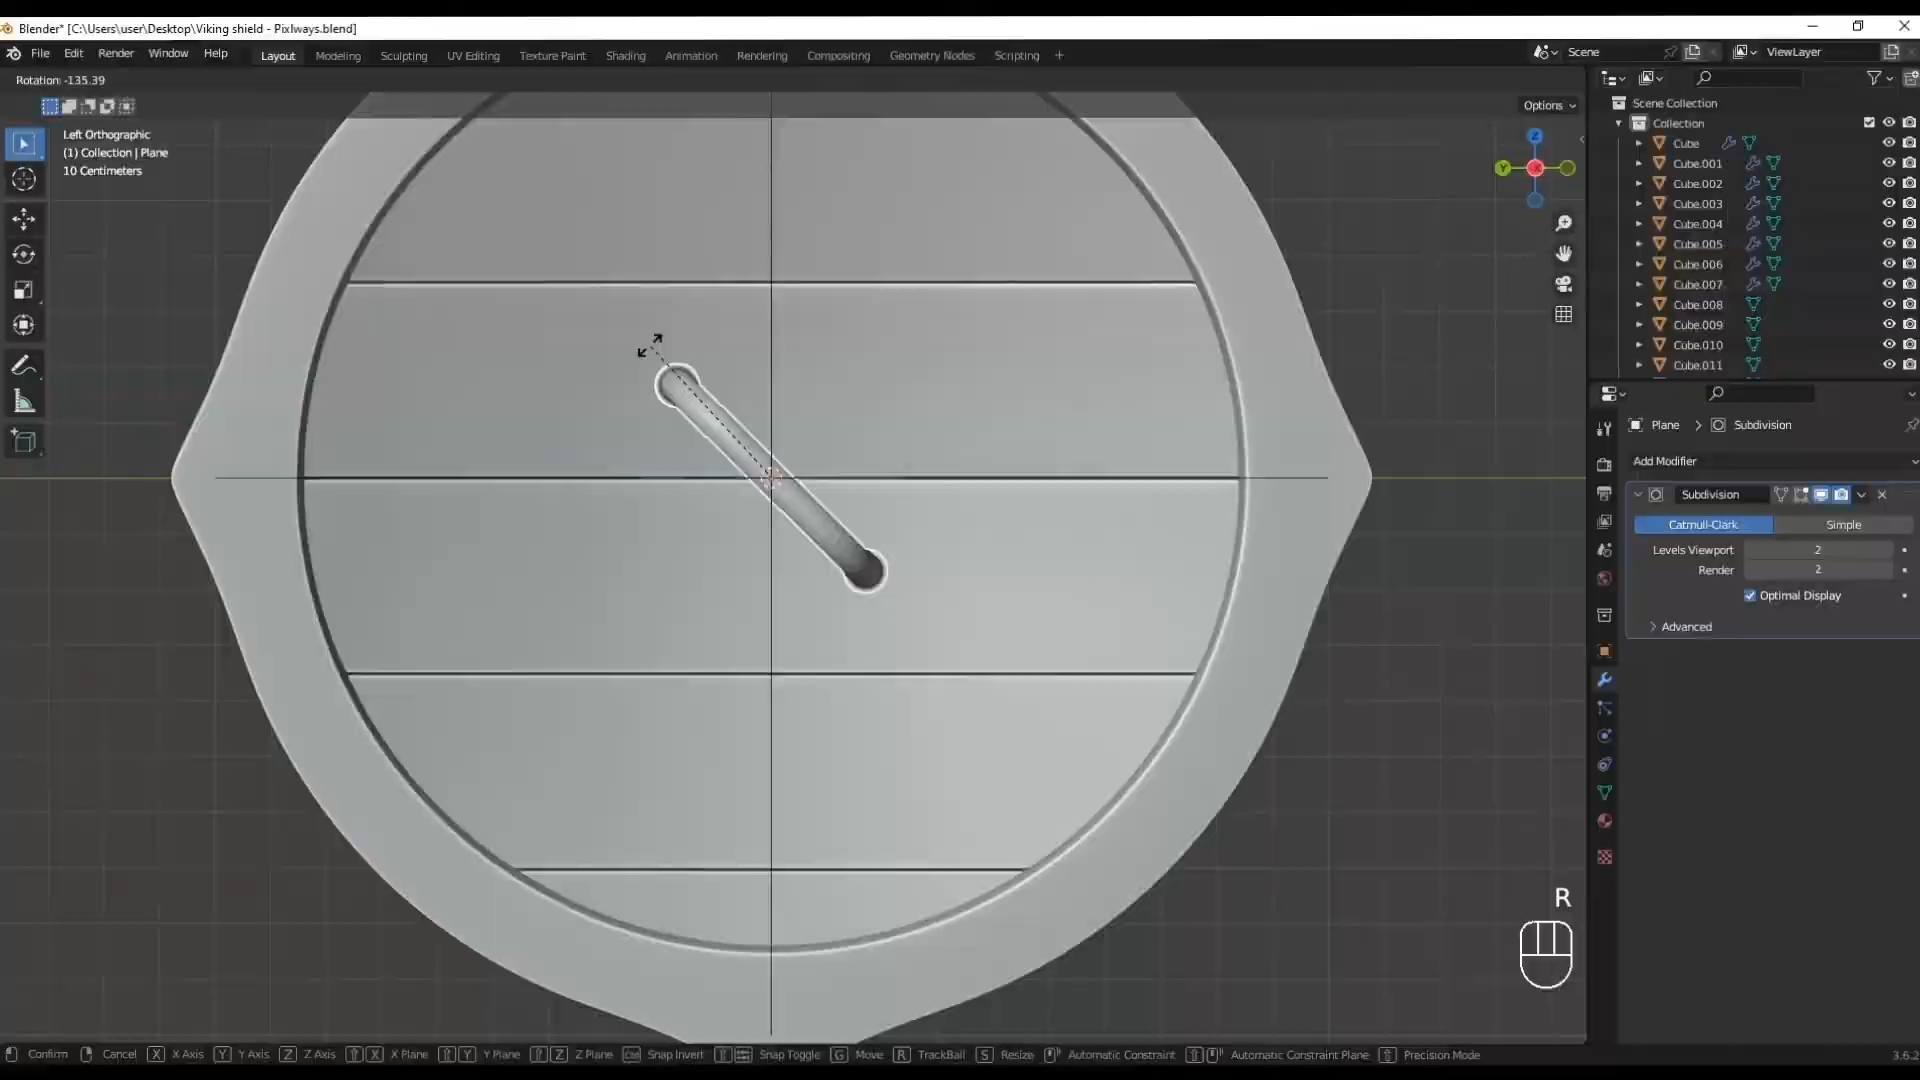 Blender* [C:\Users\user\Desktop\Viking shield - Pixlways.blend]
File Edit Render Window Help Layout Modeling Sculpting UV Editing Texture Paint Shading Animation Rendering Compositing Geometry Nodes Scripting + Scene ViewLayer
Rotation: -135.39
Options
Left Orthographic
(1) Collection | Plane
10 Centimeters
Z
Y
Scene Collection
Collection
Cube
Cube.001
Cube.002
Cube.003
Cube.004
Cube.005
Cube.006
Cube.007
Cube.008
Cube.009
Cube.010
Cube.011
Plane > Subdivision
Add Modifier
Subdivision
Catmull-Clark Simple
Levels Viewport 2
Render 2
Optimal Display
Advanced
R
Confirm Cancel X X Axis Y Y Axis Z Z Axis X X Plane Y Y Plane Z Z Plane Ctrl Snap Invert Snap Toggle G Move R TrackBall S Resize Automatic Constraint Automatic Constraint Plane Precision Mode 3.6.2